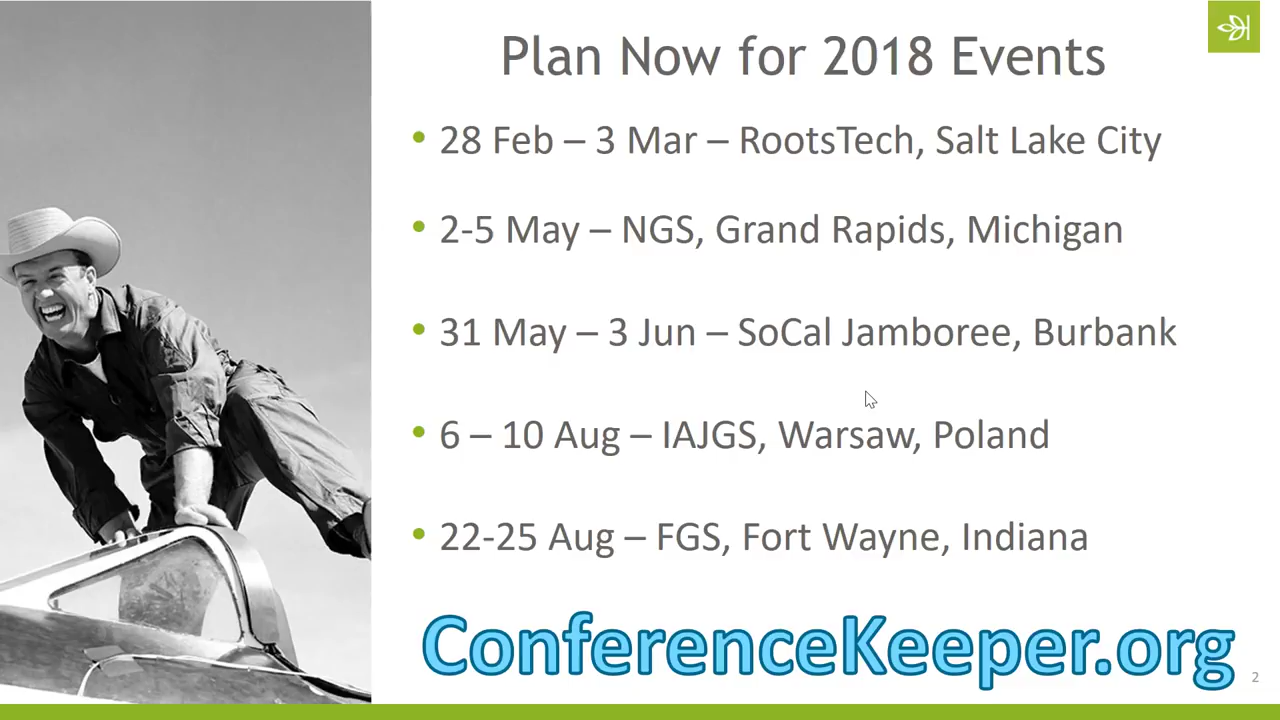 Plan Now for 2018 Events
• 28 Feb – 3 Mar – RootsTech, Salt Lake City
• 2-5 May – NGS, Grand Rapids, Michigan
• 31 May – 3 Jun – SoCal Jamboree, Burbank
• 6 – 10 Aug – IAJGS, Warsaw, Poland
• 22-25 Aug – FGS, Fort Wayne, Indiana
ConferenceKeeper.org
2